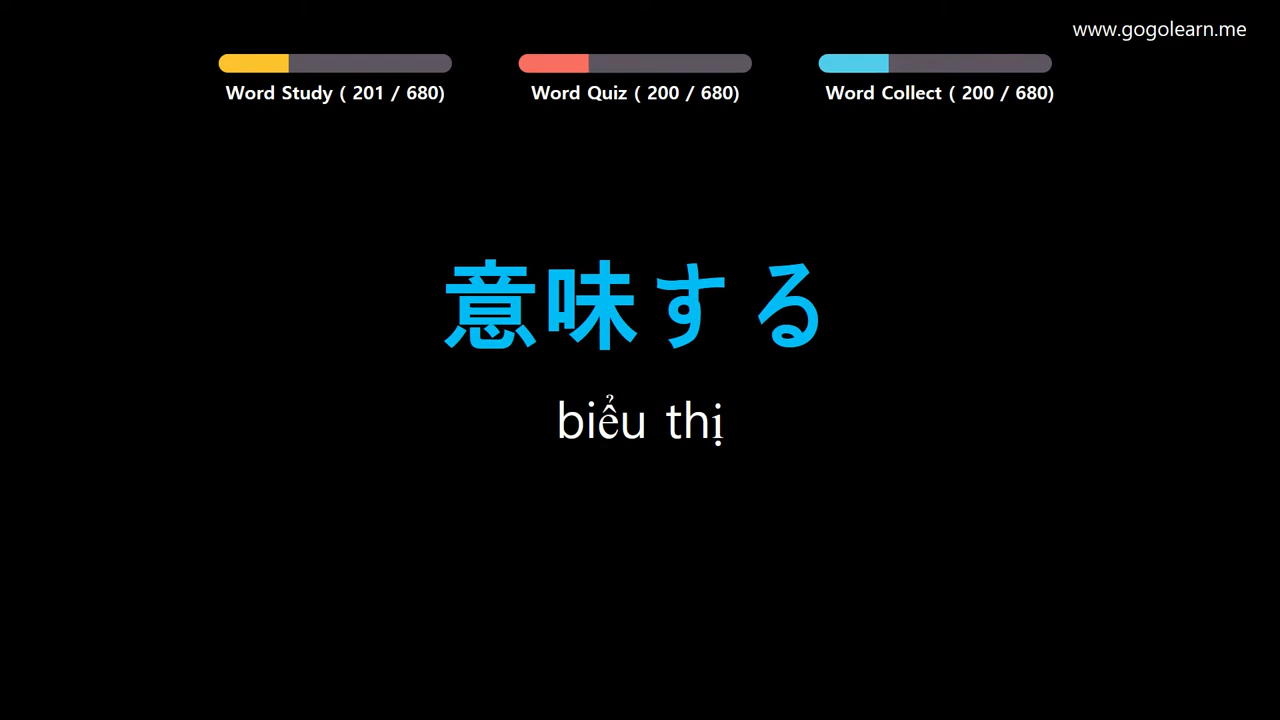 www.gogolearn.me
Word Study ( 201 / 680)
Word Quiz ( 200 / 680)
Word Collect ( 200 / 680)
意味する
biểu thị